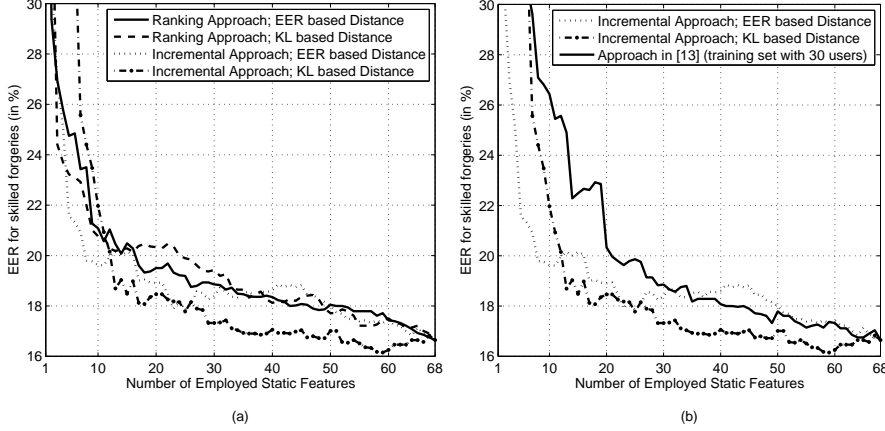 30
28
26
24
22
20
18
16
EER for skilled forgeries (in %)
Ranking Approach; EER based Distance
Ranking Approach; KL based Distance
Incremental Approach; EER based Distance
Incremental Approach; KL based Distance
1 10 20 30 40 50 60 68
Number of Employed Static Features
(a)
30
28
26
24
22
20
18
16
EER for skilled forgeries (in %)
Incremental Approach; EER based Distance
Incremental Approach; KL based Distance
Approach in [13] (training set with 30 users)
1 10 20 30 40 50 60 68
Number of Employed Static Features
(b)